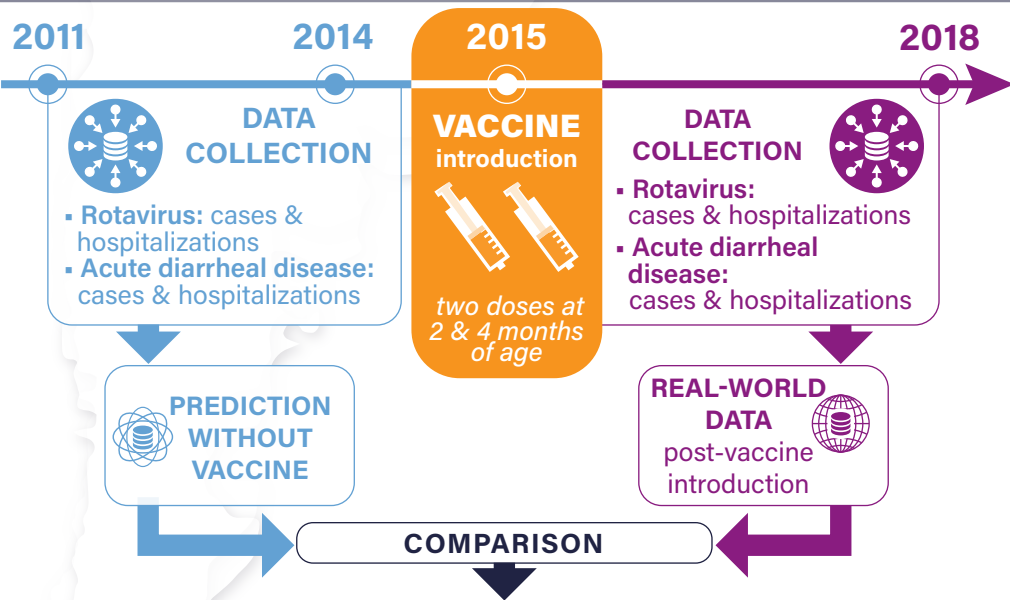 2011
2014
2015
2018
DATA
COLLECTION
▪ Rotavirus: cases &
hospitalizations
▪ Acute diarrheal disease:
cases & hospitalizations
VACCINE
introduction
two doses at
2 & 4 months
of age
DATA
COLLECTION
▪ Rotavirus:
cases & hospitalizations
▪ Acute diarrheal
disease:
cases & hospitalizations
PREDICTION
WITHOUT
VACCINE
REAL-WORLD
DATA
post-vaccine
introduction
COMPARISON